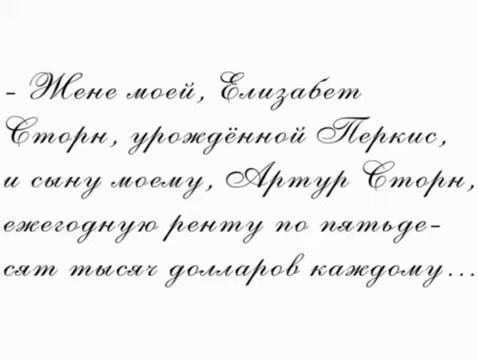 - Жене моей, Елизабет
Сторн, урождённой Перкис,
и сыну моему, Артур Сторн,
ежегодную ренту по пятьде-
сят тысяч долларов каждому...